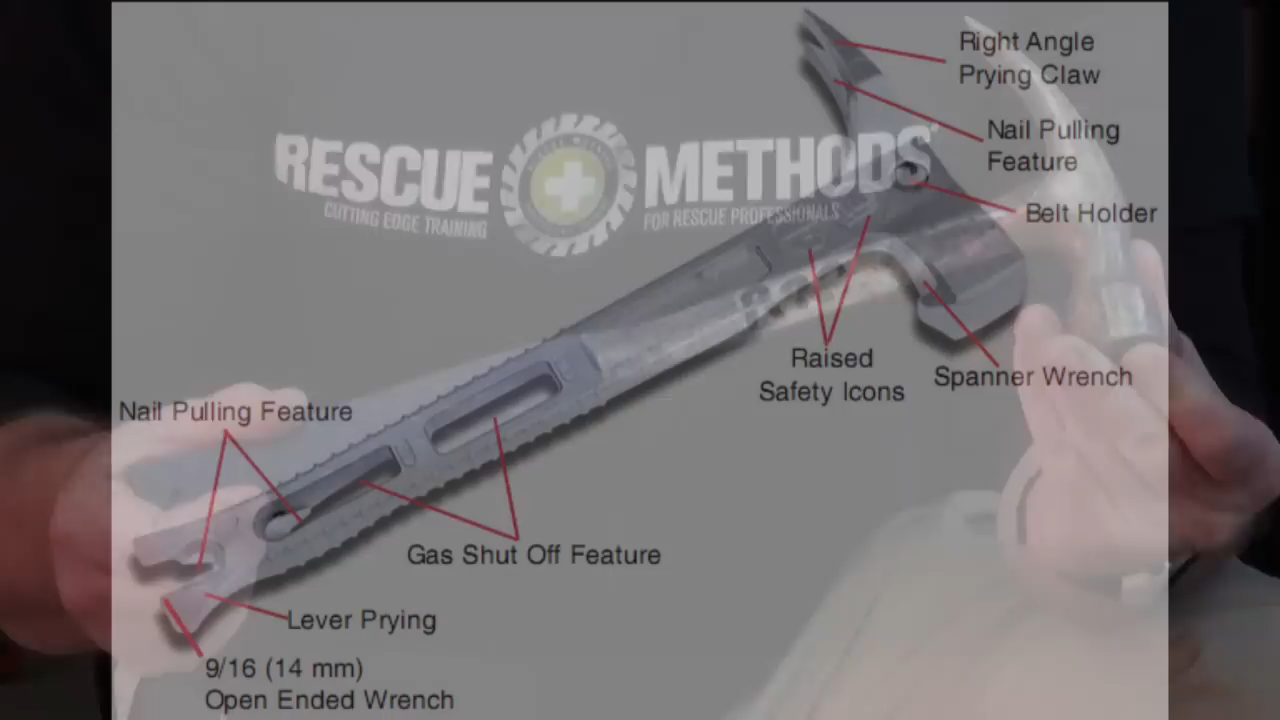 Right Angle
Prying Claw
Nail Pulling
Feature
RESCUE METHODS
CUTTING EDGE TRAINING FOR RESCUE PROFESSIONALS
Belt Holder
Raised
Safety Icons
Spanner Wrench
Nail Pulling Feature
Gas Shut Off Feature
Lever Prying
9/16 (14 mm)
Open Ended Wrench